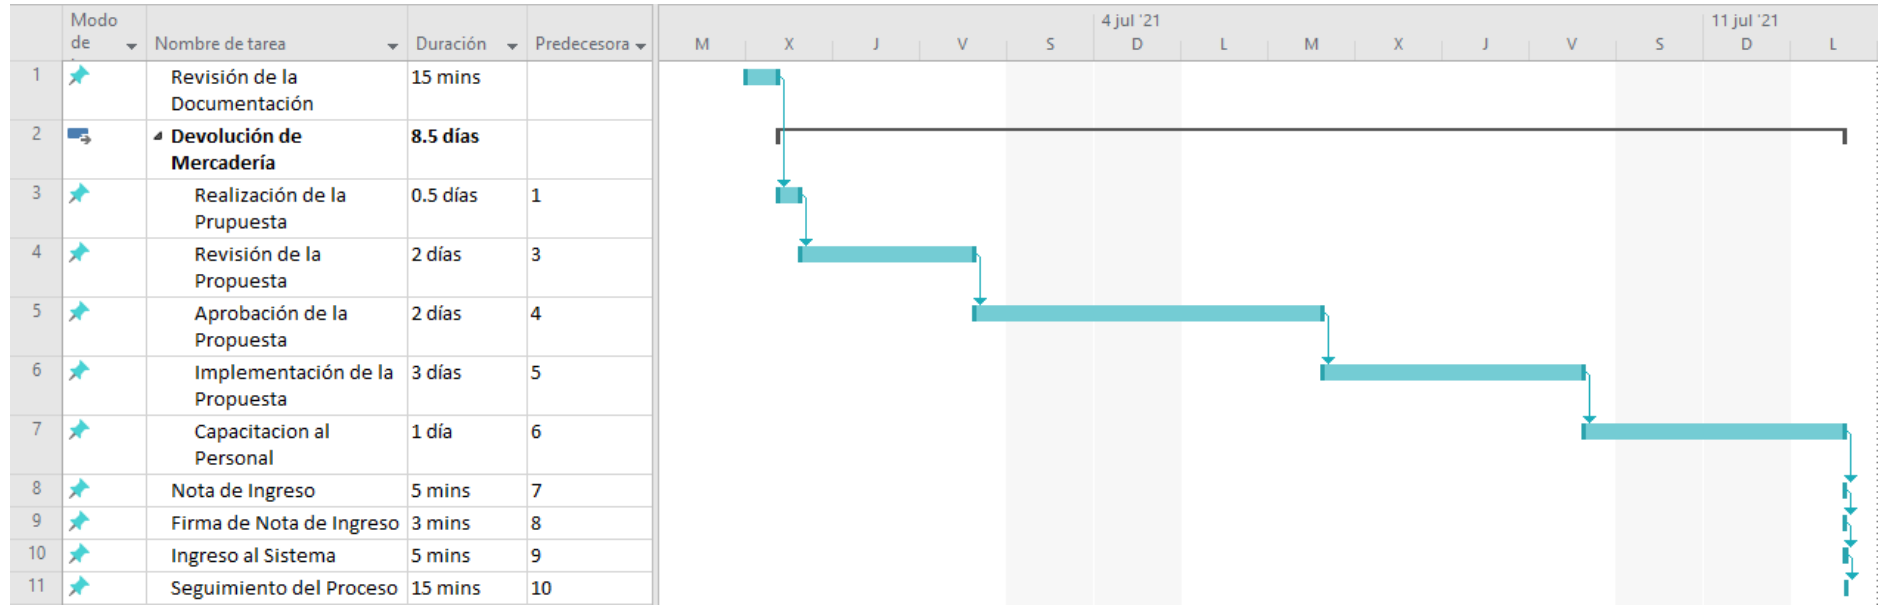 Modo de
Nombre de tarea
Duración
Predecesora
4 jul '21
11 jul '21
M X J V S D L M X J V S D L
1 Revisión de la Documentación 15 mins
2 Devolución de Mercadería 8.5 días
3 Realización de la Prupuesta 0.5 días 1
4 Revisión de la Propuesta 2 días 3
5 Aprobación de la Propuesta 2 días 4
6 Implementación de la Propuesta 3 días 5
7 Capacitacion al Personal 1 día 6
8 Nota de Ingreso 5 mins 7
9 Firma de Nota de Ingreso 3 mins 8
10 Ingreso al Sistema 5 mins 9
11 Seguimiento del Proceso 15 mins 10